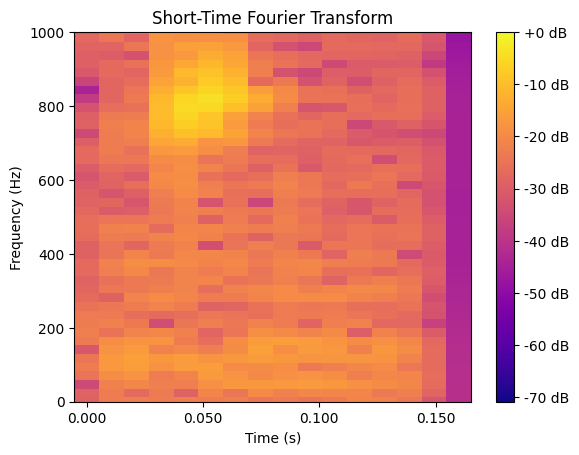 Short-Time Fourier Transform
1000
800
600
400
200
0
Frequency (Hz)
0.000
0.050
0.100
0.150
Time (s)
+0 dB
-10 dB
-20 dB
-30 dB
-40 dB
-50 dB
-60 dB
-70 dB